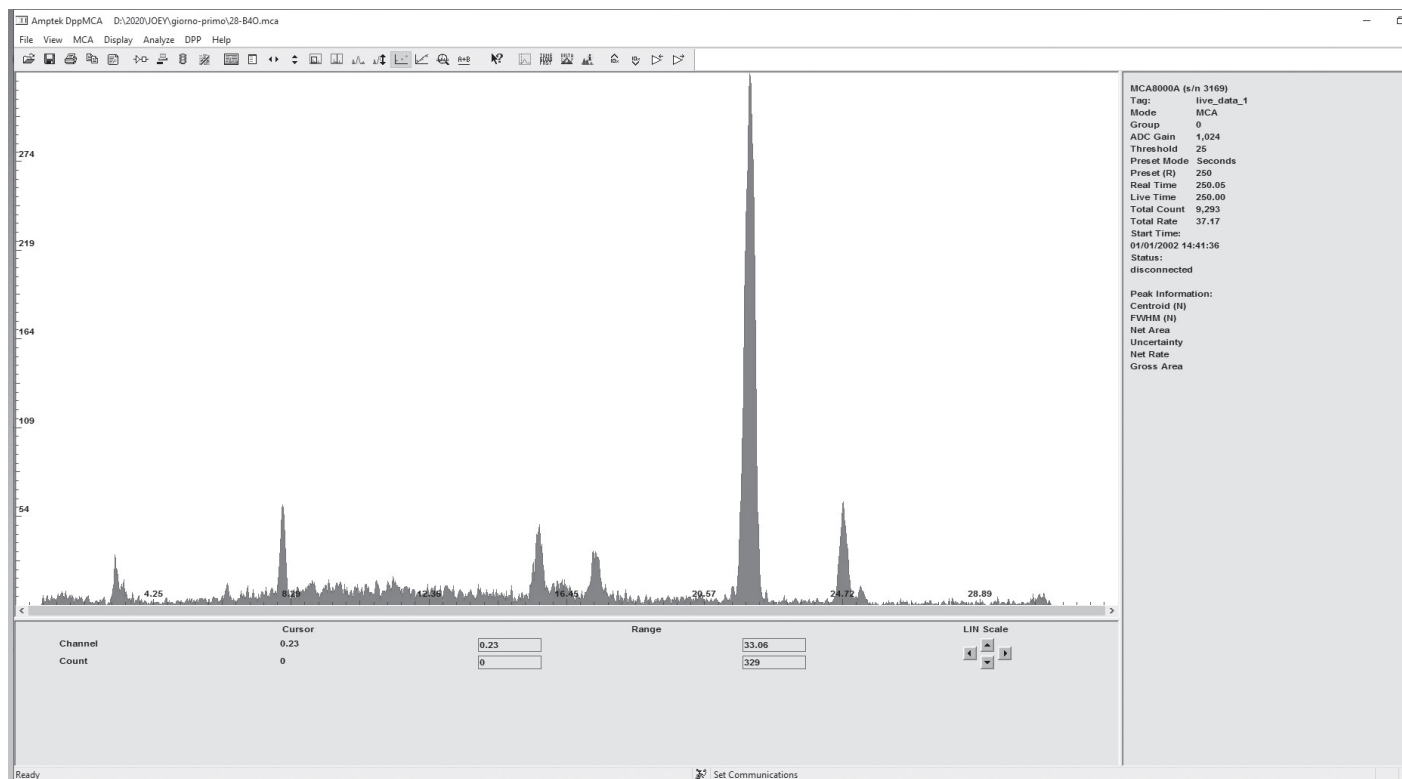 Amptek DppMCA D:\2020\JOEY\giorno-primo\28-B4O.mca
File View MCA Display Analyze DPP Help
A+B
274
219
164
109
54
4.25 8.29 12.35 16.45 20.57 24.72 28.89
MCA8000A (s/n 3169)
Tag: live_data_1
Mode MCA
Group 0
ADC Gain 1,024
Threshold 25
Preset Mode Seconds
Preset (R) 250
Real Time 250.05
Live Time 250.00
Total Count 9,293
Total Rate 37.17
Start Time:
01/01/2002 14:41:36
Status:
disconnected
Peak Information:
Centroid (N)
FWHM (N)
Net Area
Uncertainty
Net Rate
Gross Area
Cursor Range LIN Scale
Channel 0.23 0.23 33.06
Count 0 0 329
Ready Set Communications